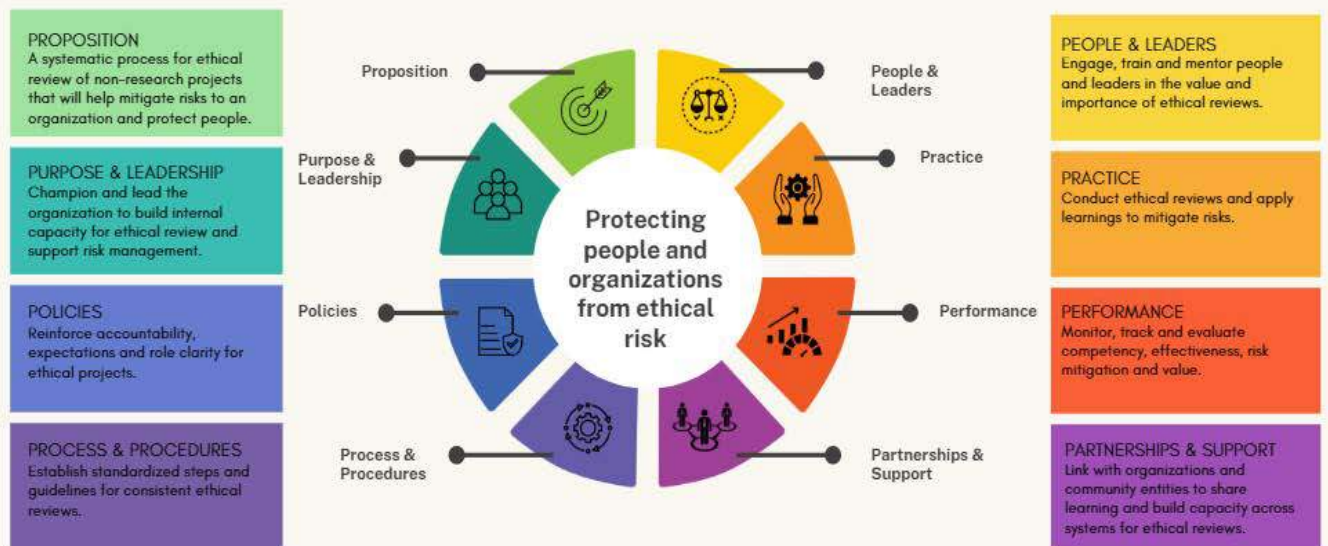 PROPOSITION
A systematic process for ethical
review of non-research projects
that will help mitigate risks to an
organization and protect people.
PURPOSE & LEADERSHIP
Champion and lead the
organization to build internal
capacity for ethical review and
support risk management.
POLICIES
Reinforce accountability,
expectations and role clarity for
ethical projects.
PROCESS & PROCEDURES
Establish standardized steps and
guidelines for consistent ethical
reviews.
Proposition
Purpose &
Leadership
Policies
Process &
Procedures
Protecting
people and
organizations
from ethical
risk
People &
Leaders
Practice
Performance
Partnerships &
Support
PEOPLE & LEADERS
Engage, train and mentor people
and leaders in the value and
importance of ethical reviews.
PRACTICE
Conduct ethical reviews and apply
learnings to mitigate risks.
PERFORMANCE
Monitor, track and evaluate
competency, effectiveness, risk
mitigation and value.
PARTNERSHIPS & SUPPORT
Link with organizations and
community entities to share
learning and build capacity across
systems for ethical reviews.